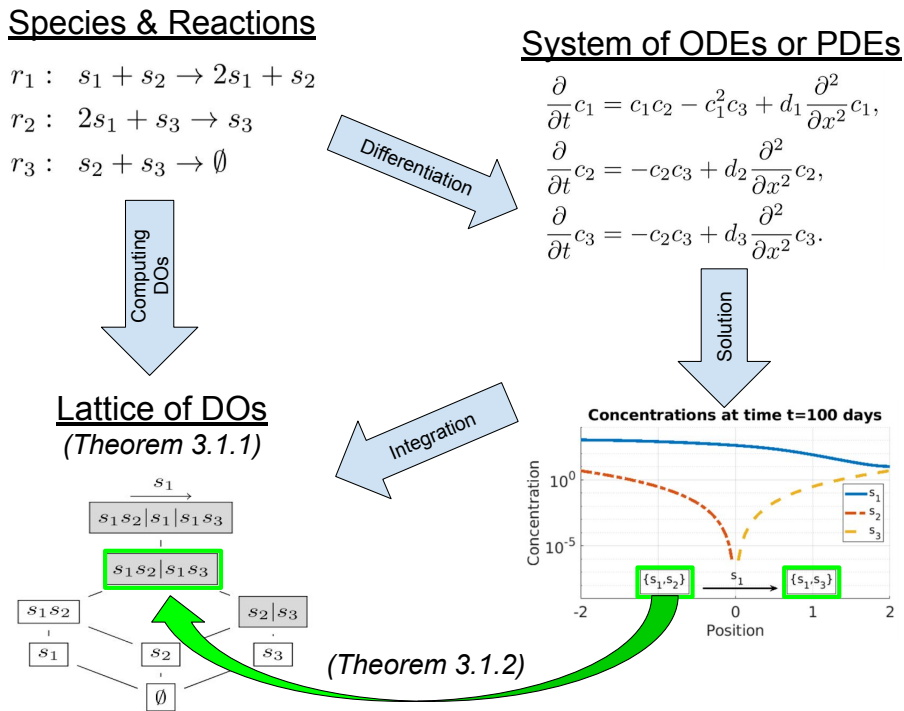 Species & Reactions
r₁ : s₁ + s₂ → 2s₁ + s₂
r₂ : 2s₁ + s₃ → s₃
r₃ : s₂ + s₃ → ∅
System of ODEs or PDEs
∂/∂t c₁ = c₁c₂ − c₁²c₃ + d₁ ∂²/∂x² c₁,
∂/∂t c₂ = −c₂c₃ + d₂ ∂²/∂x² c₂,
∂/∂t c₃ = −c₂c₃ + d₃ ∂²/∂x² c₃.
Differentiation
Computing
DOs
Solution
Integration
Lattice of DOs
(Theorem 3.1.1)
s₁
s₁s₂|s₁|s₁s₃
s₁s₂|s₁s₃
s₁s₂
s₂|s₃
s₁
s₂
s₃
∅
(Theorem 3.1.2)
Concentrations at time t=100 days
Concentration
10⁰
10⁻⁵
s₁
s₂
s₃
{s₁,s₂}
s₁
{s₁,s₃}
-2
0
1
2
Position